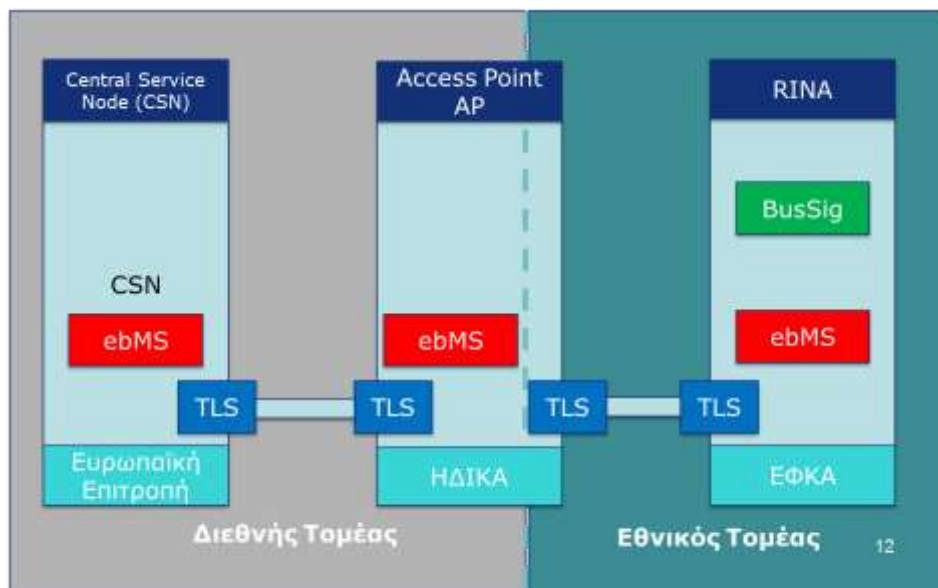 Central Service
Node (CSN)
Access Point
AP
RINA
BusSig
CSN
ebMS
ebMS
ebMS
TLS
TLS
TLS
TLS
Ευρωπαϊκή
Επιτροπή
ΗΔΙΚΑ
ΕΦΚΑ
Διεθνής Τομέας
Εθνικός Τομέας
12